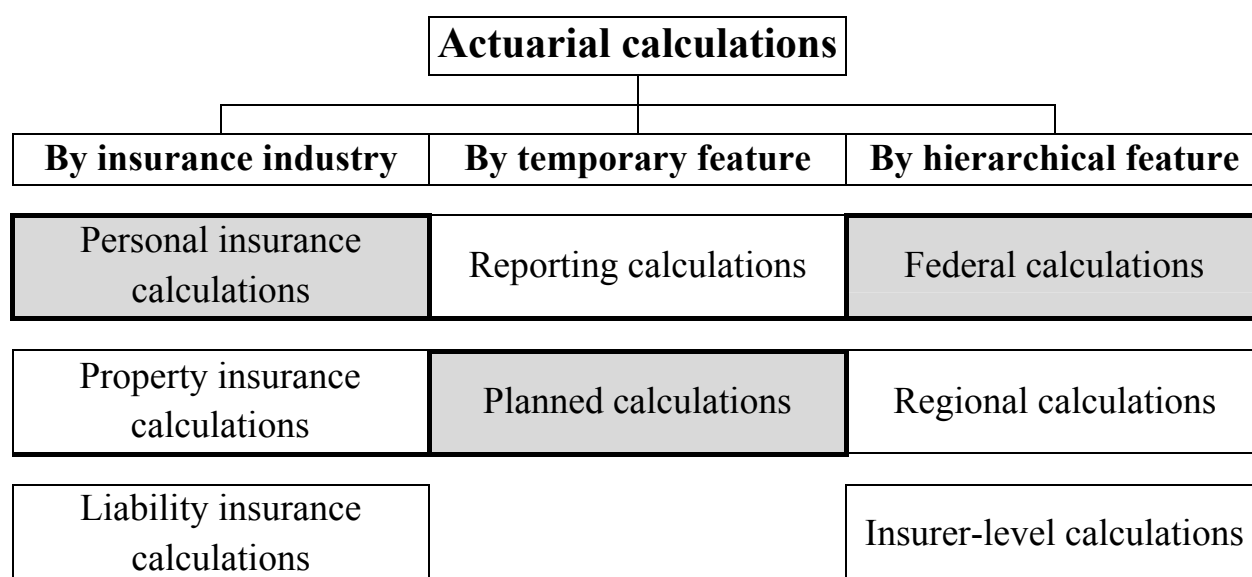 Actuarial calculations
By insurance industry
By temporary feature
By hierarchical feature
Personal insurance
calculations
Reporting calculations
Federal calculations
Property insurance
calculations
Planned calculations
Regional calculations
Liability insurance
calculations
Insurer-level calculations